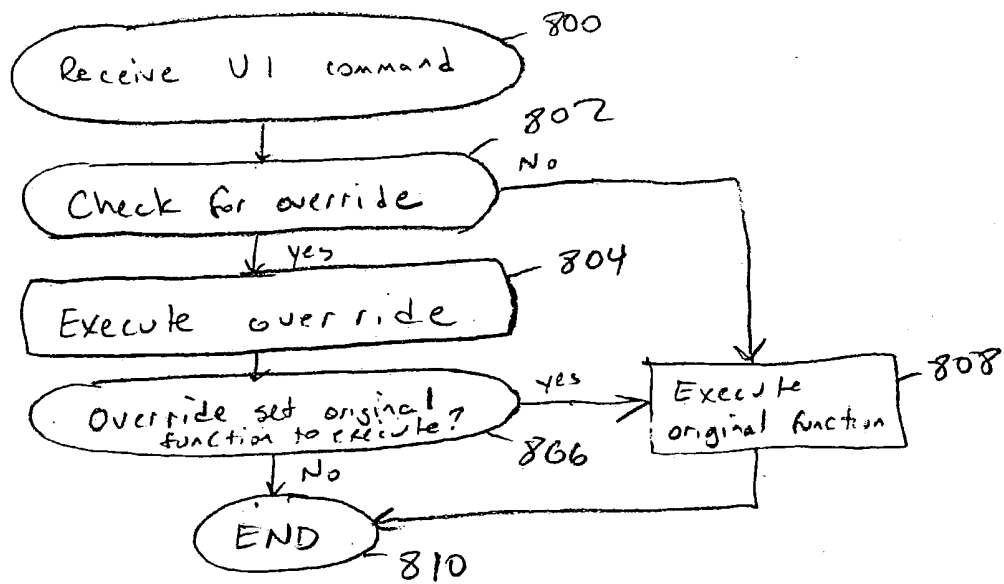 800
Receive UI command
802
No
Check for override
yes
804
Execute override
Override set original
function to execute?
yes
806
Execute
original function
808
No
END
810